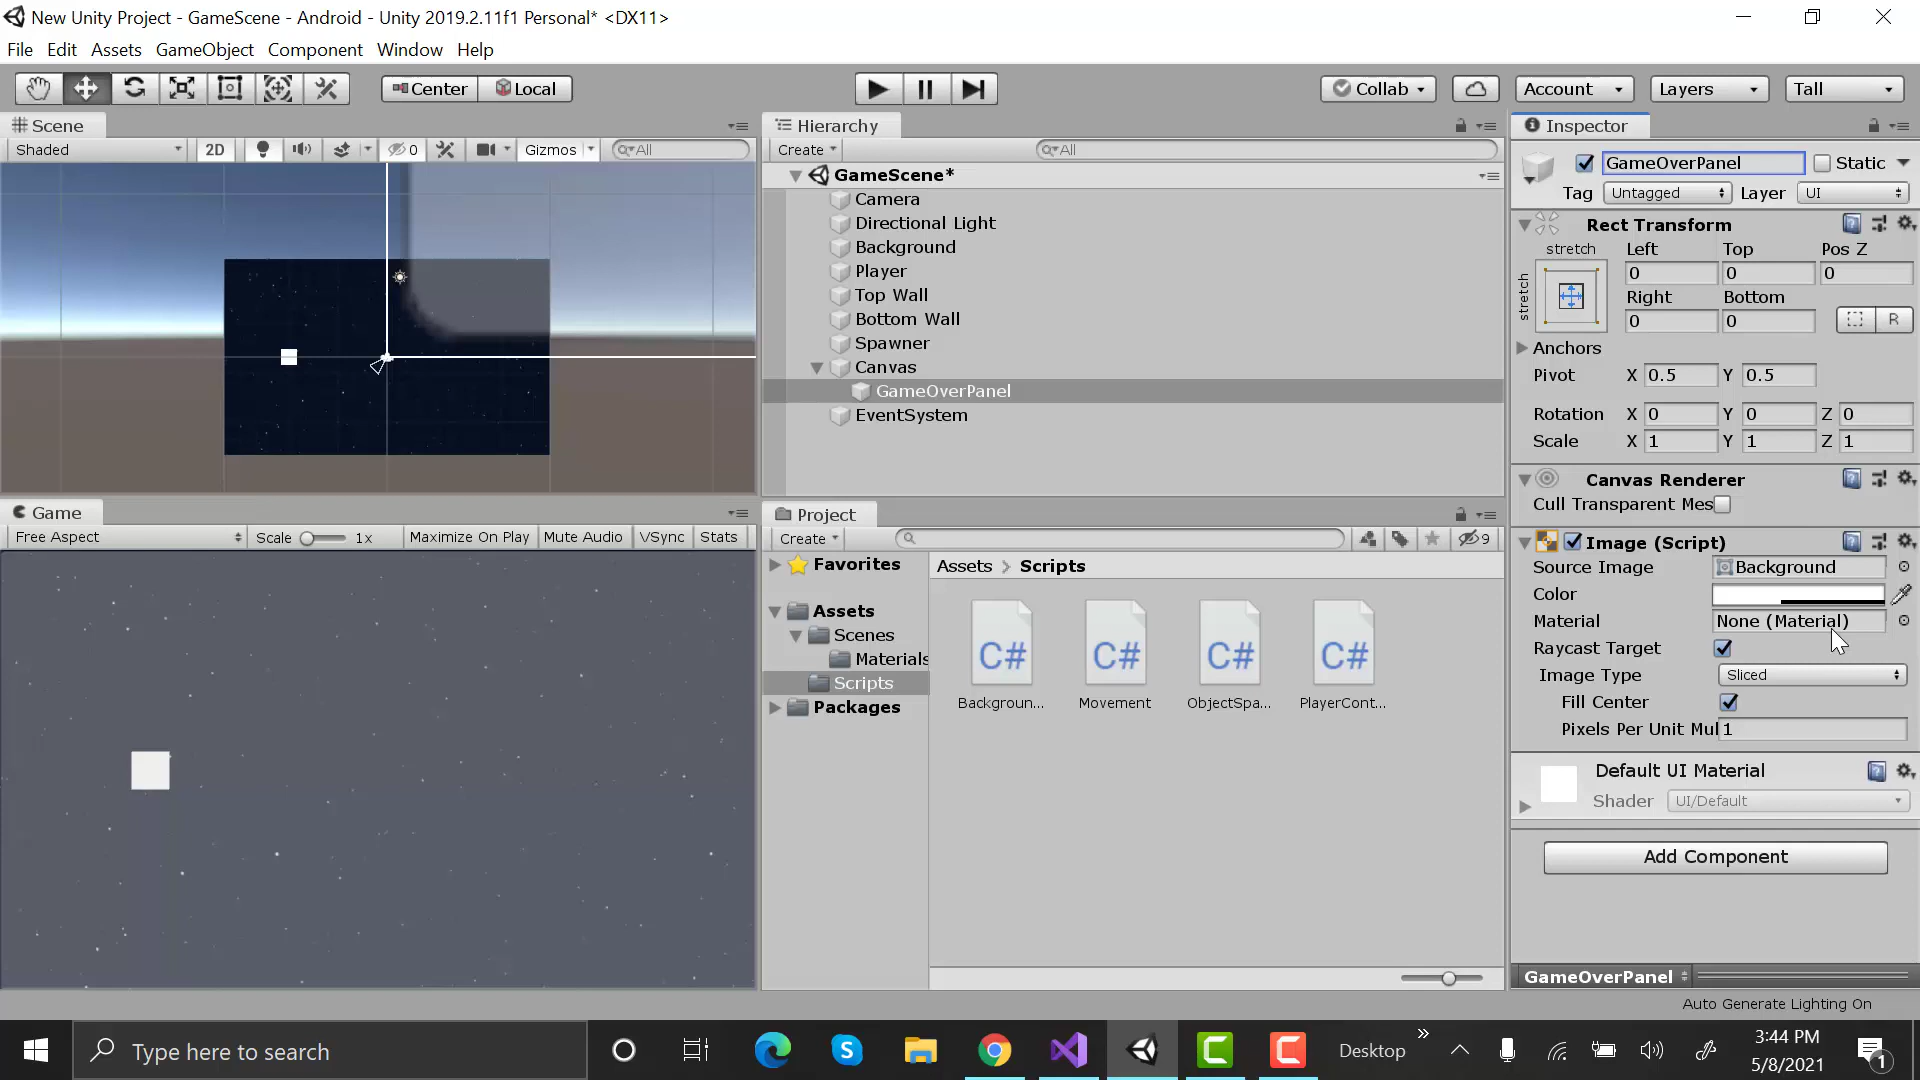 New Unity Project - GameScene - Android - Unity 2019.2.11f1 Personal* <DX11>
File Edit Assets GameObject Component Window Help
Center Local Collab Account Layers Tall
Scene
Shaded 2D 0 Gizmos All
Hierarchy
Create All
GameScene*
Camera
Directional Light
Background
Player
Top Wall
Bottom Wall
Spawner
Canvas
GameOverPanel
EventSystem
Inspector
GameOverPanel Static
Tag Untagged Layer UI
Rect Transform
stretch Left Top Pos Z
stretch 0 0 0
Right Bottom
0 0 R
Anchors
Pivot X 0.5 Y 0.5
Rotation X 0 Y 0 Z 0
Scale X 1 Y 1 Z 1
Canvas Renderer
Cull Transparent Mes
Image (Script)
Source Image Background
Color
Material None (Material)
Raycast Target
Image Type Sliced
Fill Center
Pixels Per Unit Mul 1
Default UI Material
Shader UI/Default
Add Component
GameOverPanel
Auto Generate Lighting On
Game
Free Aspect Scale 1x Maximize On Play Mute Audio VSync Stats
Project
Create 9
Favorites
Assets
Scenes
Materials
Scripts
Packages
Assets > Scripts
C# C# C# C#
Backgroun... Movement ObjectSpa... PlayerCont...
Type here to search
Desktop
3:44 PM
5/8/2021
1